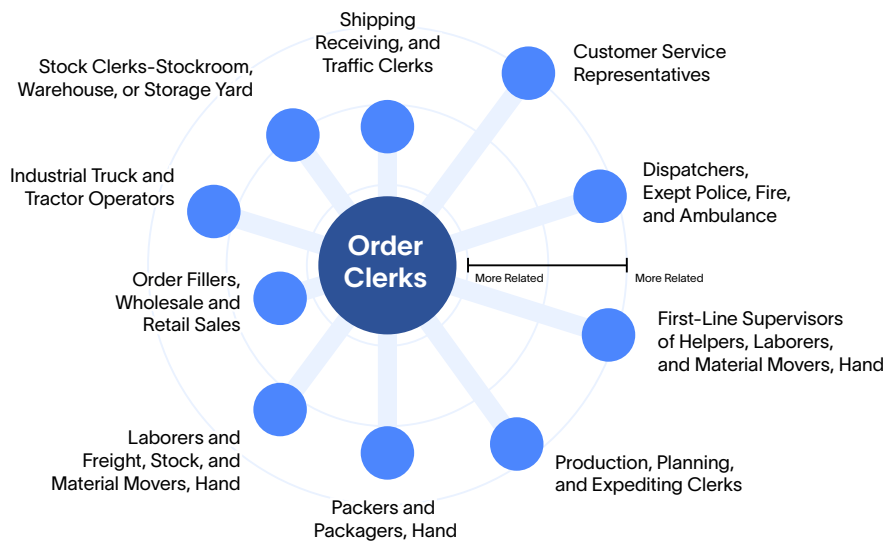 Shipping
Receiving, and
Traffic Clerks
Customer Service
Representatives
Stock Clerks-Stockroom,
Warehouse, or Storage Yard
Industrial Truck and
Tractor Operators
Dispatchers,
Exept Police, Fire,
and Ambulance
Order
Clerks
More Related
More Related
Order Fillers,
Wholesale and
Retail Sales
First-Line Supervisors
of Helpers, Laborers,
and Material Movers, Hand
Laborers and
Freight, Stock, and
Material Movers, Hand
Production, Planning,
and Expediting Clerks
Packers and
Packagers, Hand